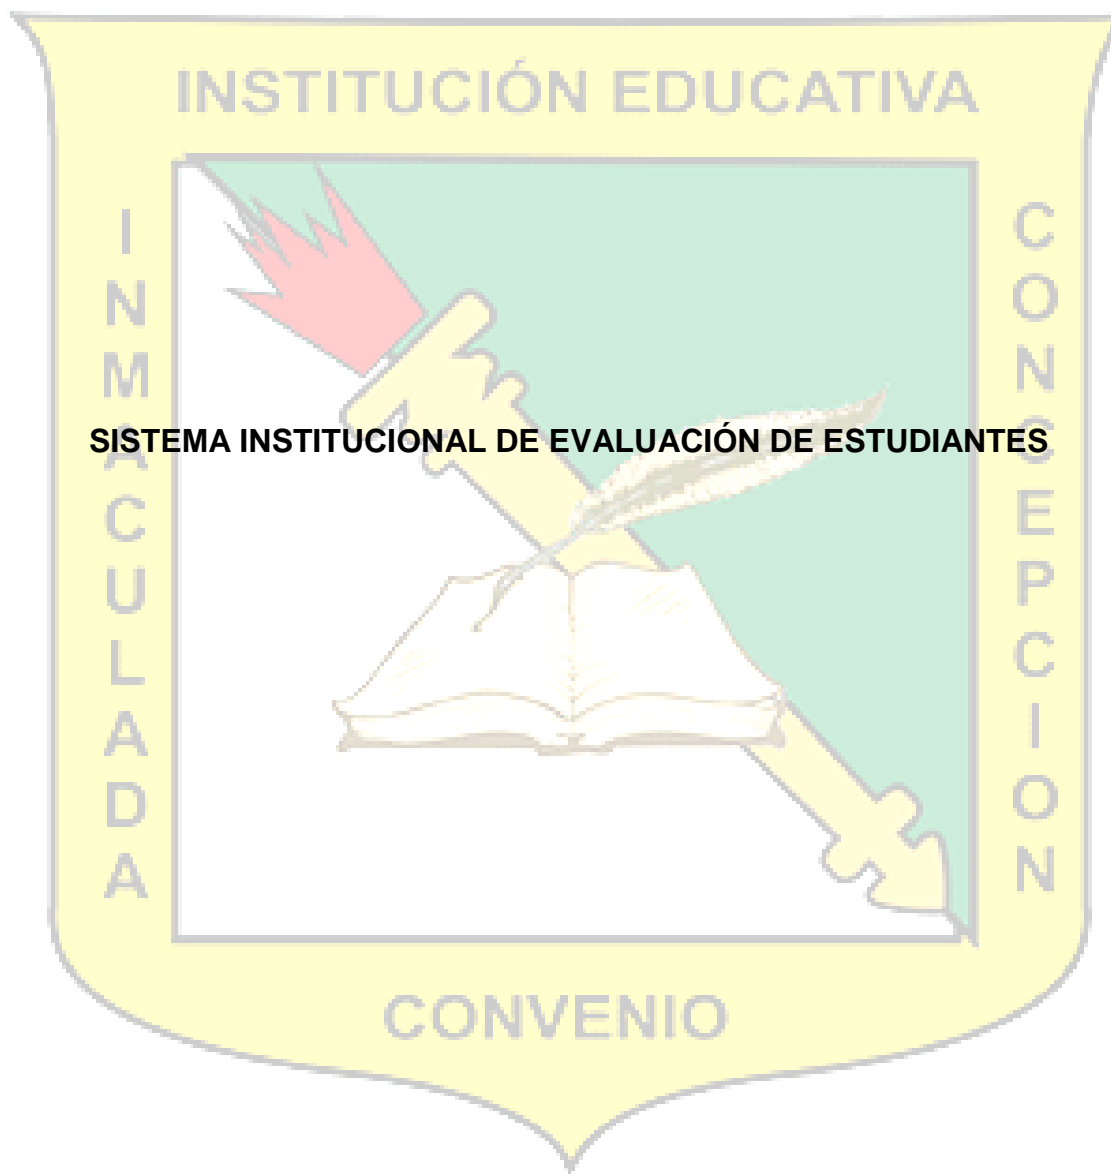 INSTITUCIÓN EDUCATIVA
INMACULADA
CONCEPCION
SISTEMA INSTITUCIONAL DE EVALUACIÓN DE ESTUDIANTES
CONVENIO